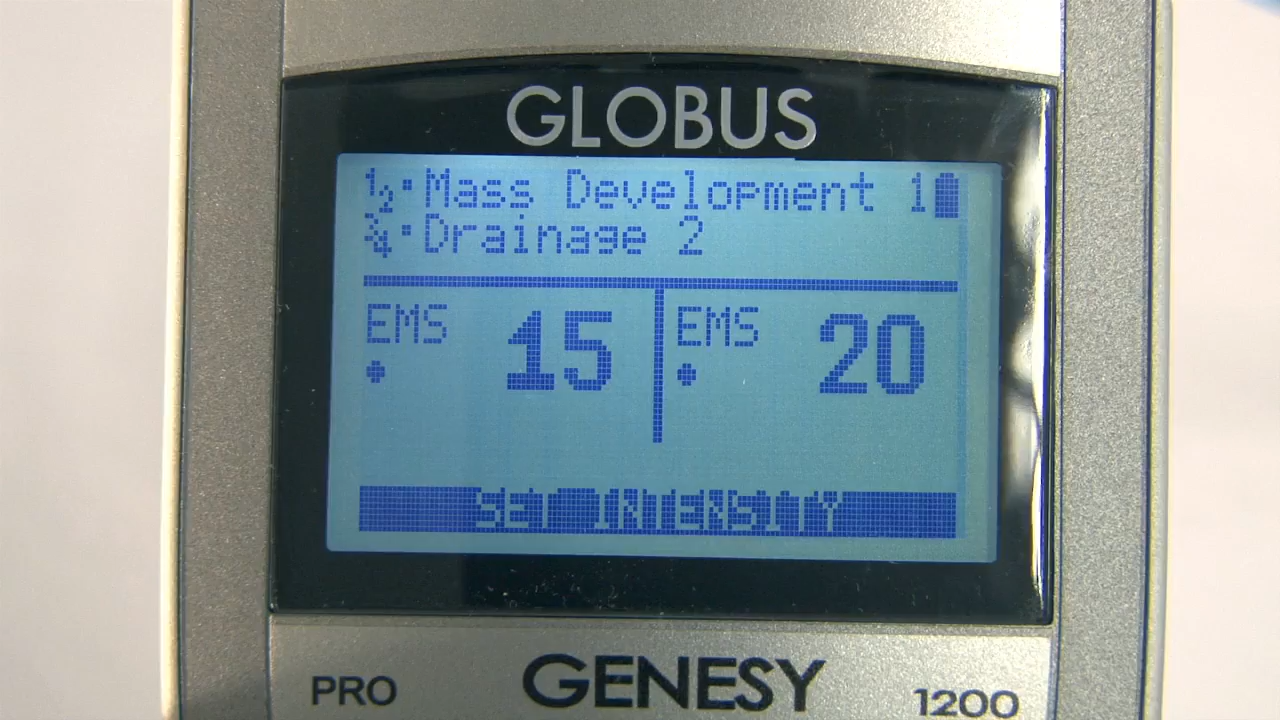 GLOBUS
½·Mass Development 1
¾·Drainage 2
EMS 15 EMS 20
SET INTENSITY
PRO GENESY 1200